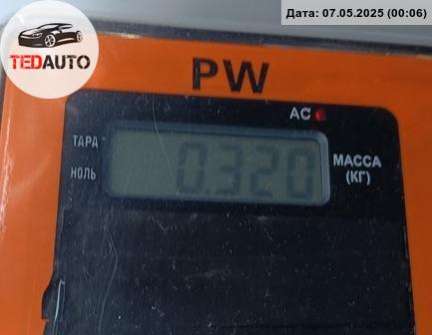 Дата: 07.05.2025 (00:06)
TEDAUTO
PW
AC
ТАРА
НОЛЬ
0.320
МАССА
(КГ)